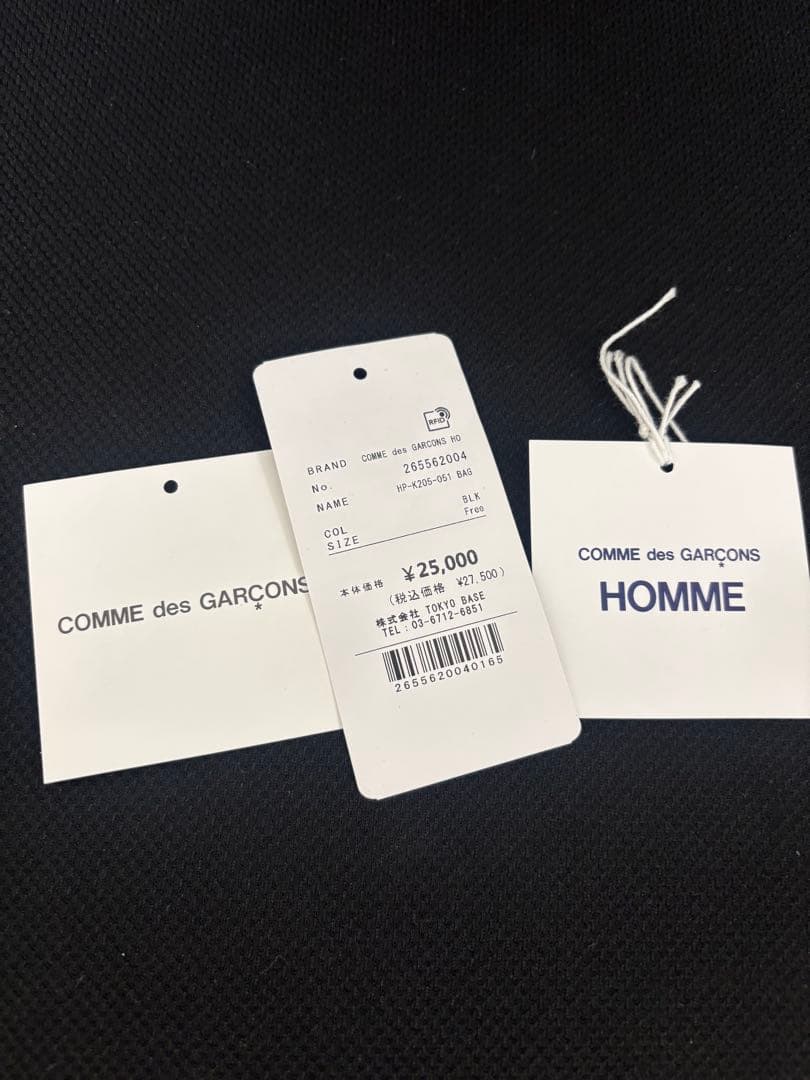 COMME des GARÇONS
*
RFID
BRAND COMME des GARCONS HO
No. 265562004
NAME HP-K205-051 BAG
COL BLK
SIZE Free
本体価格 ¥25,000
(税込価格 ¥27,500)
株式会社 TOKYO BASE
TEL:03-6712-6851
2655620040165
COMME des GARÇONS
*
HOMME